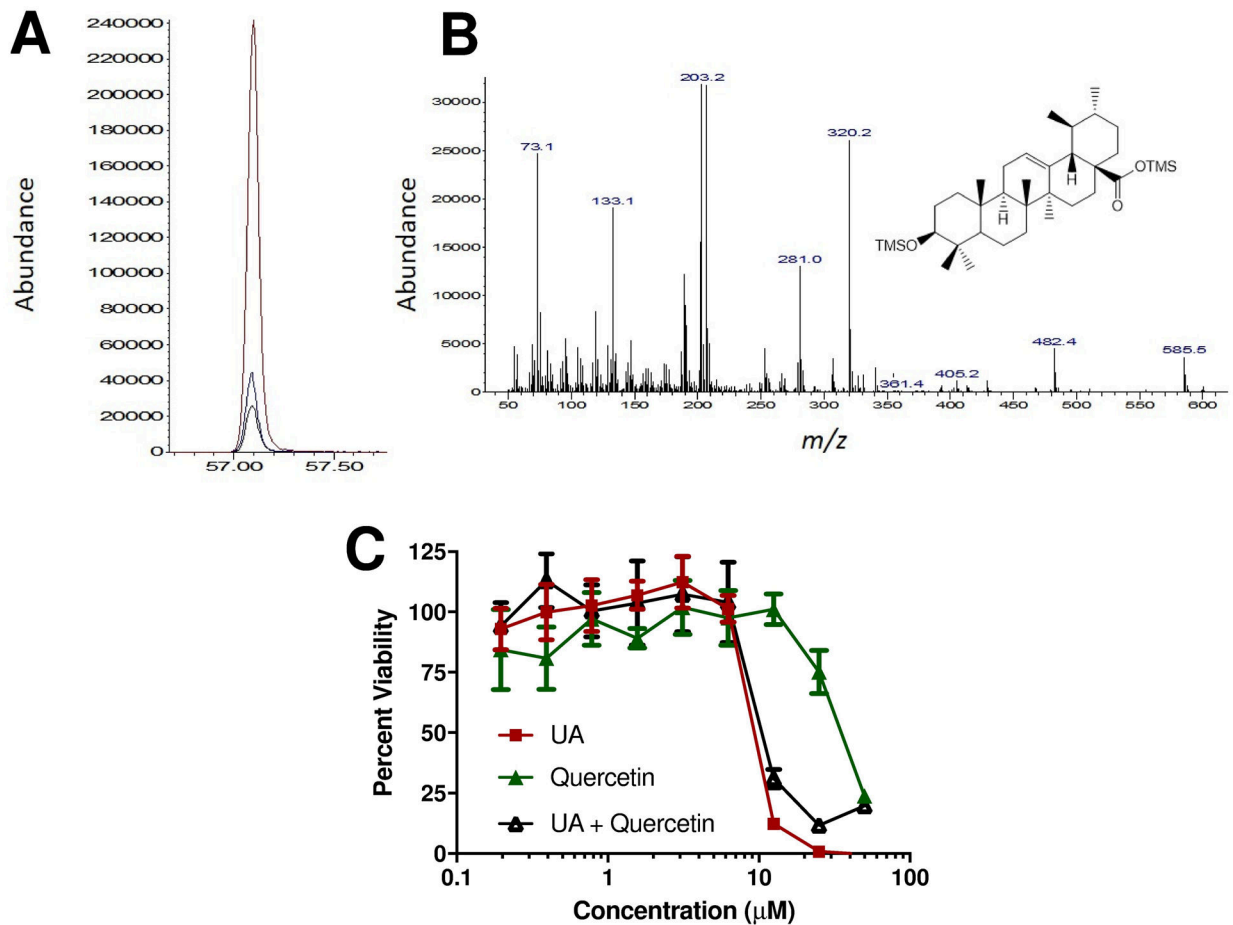 A
240000
220000
200000
180000
160000
140000
120000
100000
80000
60000
40000
20000
0
57.00 57.50
Abundance
B
30000
25000
20000
15000
10000
5000
0
50 100 150 200 250 300 350 400 450 500 550 600
Abundance
m/z
73.1
133.1
203.2
281.0
320.2
361.4
405.2
482.4
585.5
OTMS
O
H
H
TMSO
C
125
100
75
50
25
0
0.1 1 10 100
Percent Viability
Concentration (μM)
UA
Quercetin
UA + Quercetin